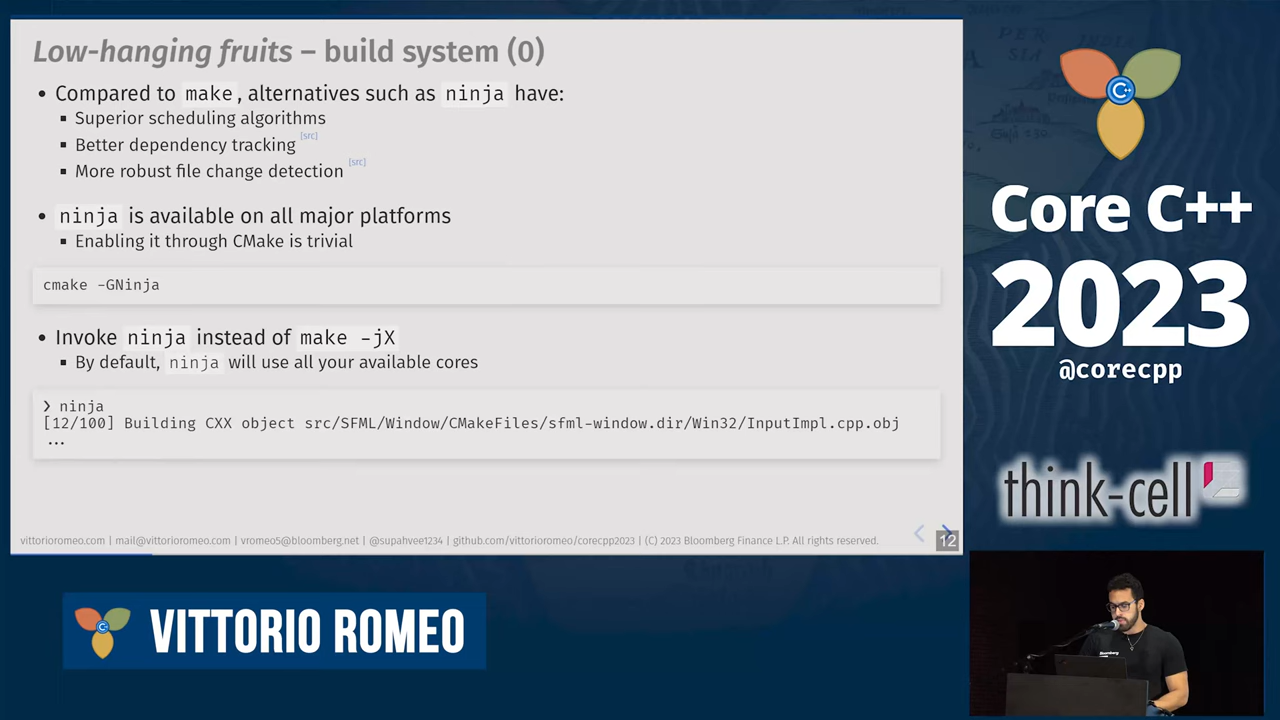 Low-hanging fruits – build system (0)
• Compared to make, alternatives such as ninja have:
▪ Superior scheduling algorithms
▪ Better dependency tracking [src]
▪ More robust file change detection [src]
• ninja is available on all major platforms
▪ Enabling it through CMake is trivial
cmake -GNinja
• Invoke ninja instead of make -jX
▪ By default, ninja will use all your available cores
❯ ninja
[12/100] Building CXX object src/SFML/Window/CMakeFiles/sfml-window.dir/Win32/InputImpl.cpp.obj
...
vittorioromeo.com | mail@vittorioromeo.com | vromeo5@bloomberg.net | @supahvee1234 | github.com/vittorioromeo/corecpp2023 | (C) 2023 Bloomberg Finance L.P. All rights reserved.
12
C++
Core C++
2023
@corecpp
think-cell
VITTORIO ROMEO